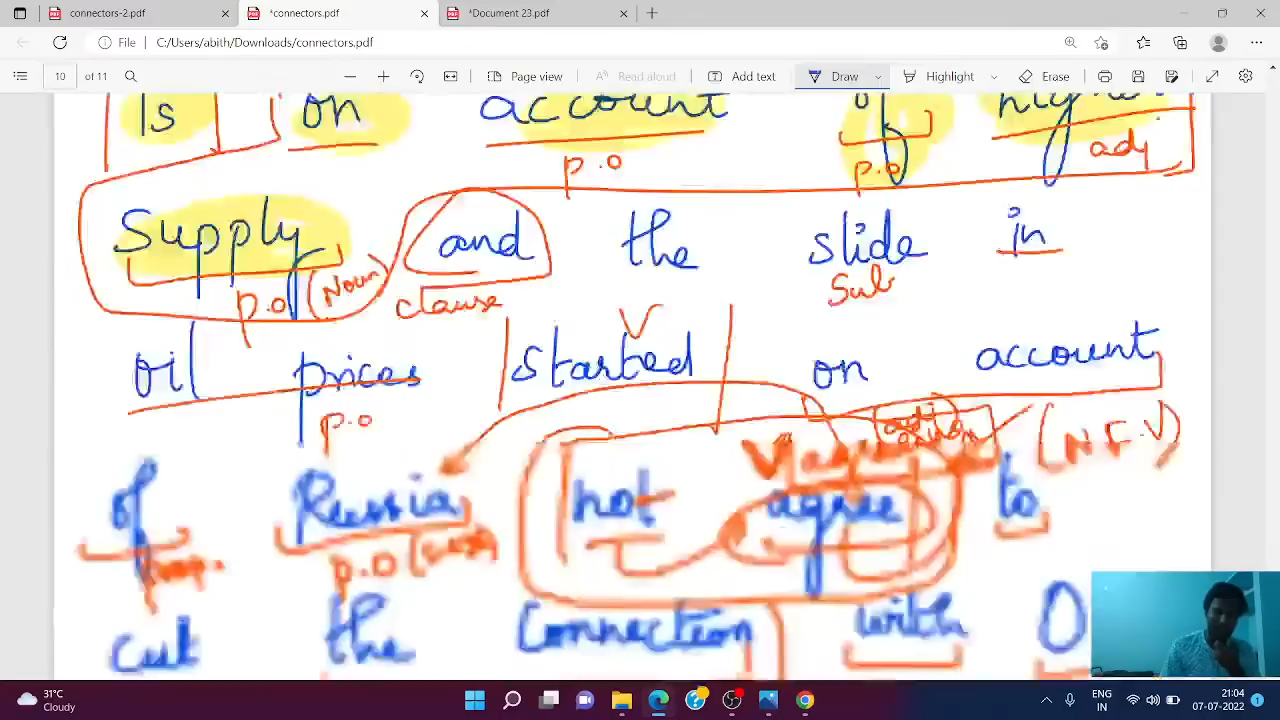 connectors-2.pdf
*connectors.pdf
*Document 23.pdf
File
C:/Users/abith/Downloads/connectors.pdf
10 of 11
Page view
Read aloud
Add text
Draw
Highlight
Erase
Is on account of higher
p.o p.o adj
Supply and the slide in
p.o (Noun) clause Sub
V
oil prices started on account
p.o
(N.F.V)
of Russia not agree to
p.o
cut the Connection with O
31°C
Cloudy
ENG
IN
21:04
07-07-2022